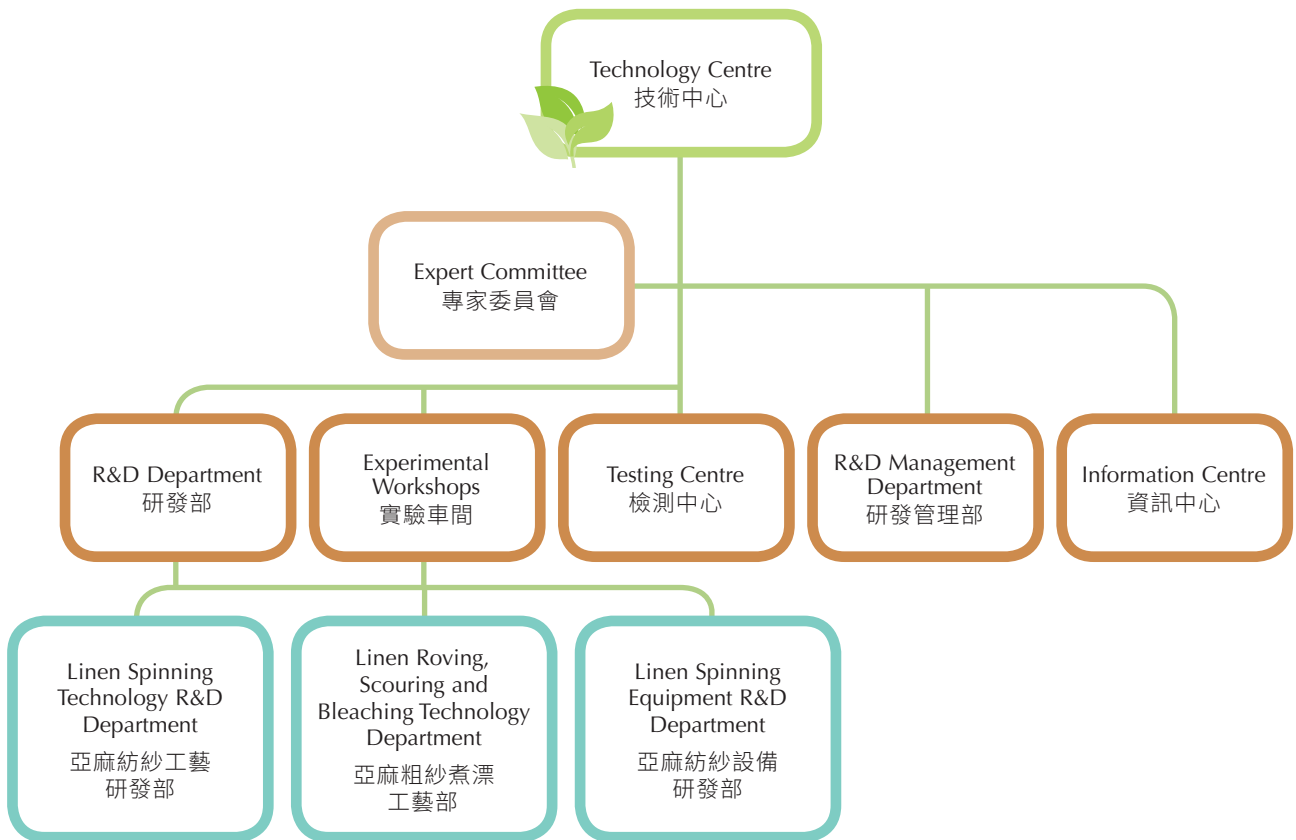 Technology Centre
技術中心
Expert Committee
專家委員會
R&D Department
研發部
Experimental
Workshops
實驗車間
Testing Centre
檢測中心
R&D Management
Department
研發管理部
Information Centre
資訊中心
Linen Spinning
Technology R&D
Department
亞麻紡紗工藝
研發部
Linen Roving,
Scouring and
Bleaching Technology
Department
亞麻粗紗煮漂
工藝部
Linen Spinning
Equipment R&D
Department
亞麻紡紗設備
研發部